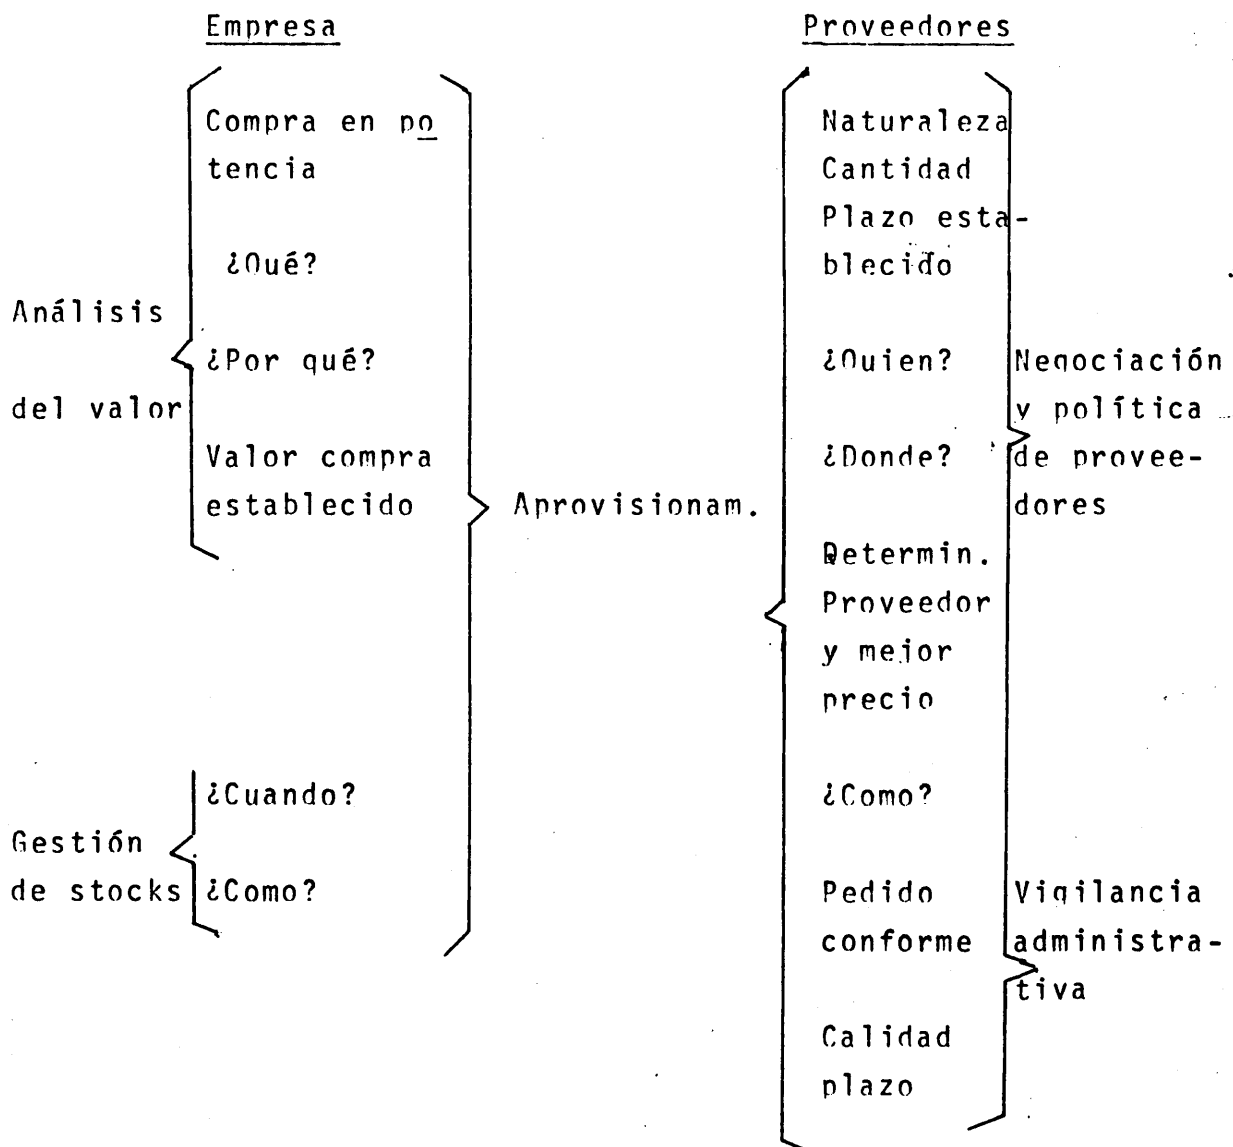 Empresa
Compra en po
tencia
¿Qué?
Análisis
¿Por qué?
del valor
Valor compra
establecido
Aprovisionam.
¿Cuando?
Gestión
de stocks
¿Como?
Proveedores
Naturaleza
Cantidad
Plazo esta-
blecido
¿Quien?
¿Donde?
Determin.
Proveedor
y mejor
precio
¿Como?
Pedido
conforme
Calidad
plazo
Negociación
y política
de provee-
dores
Vigilancia
administra-
tiva